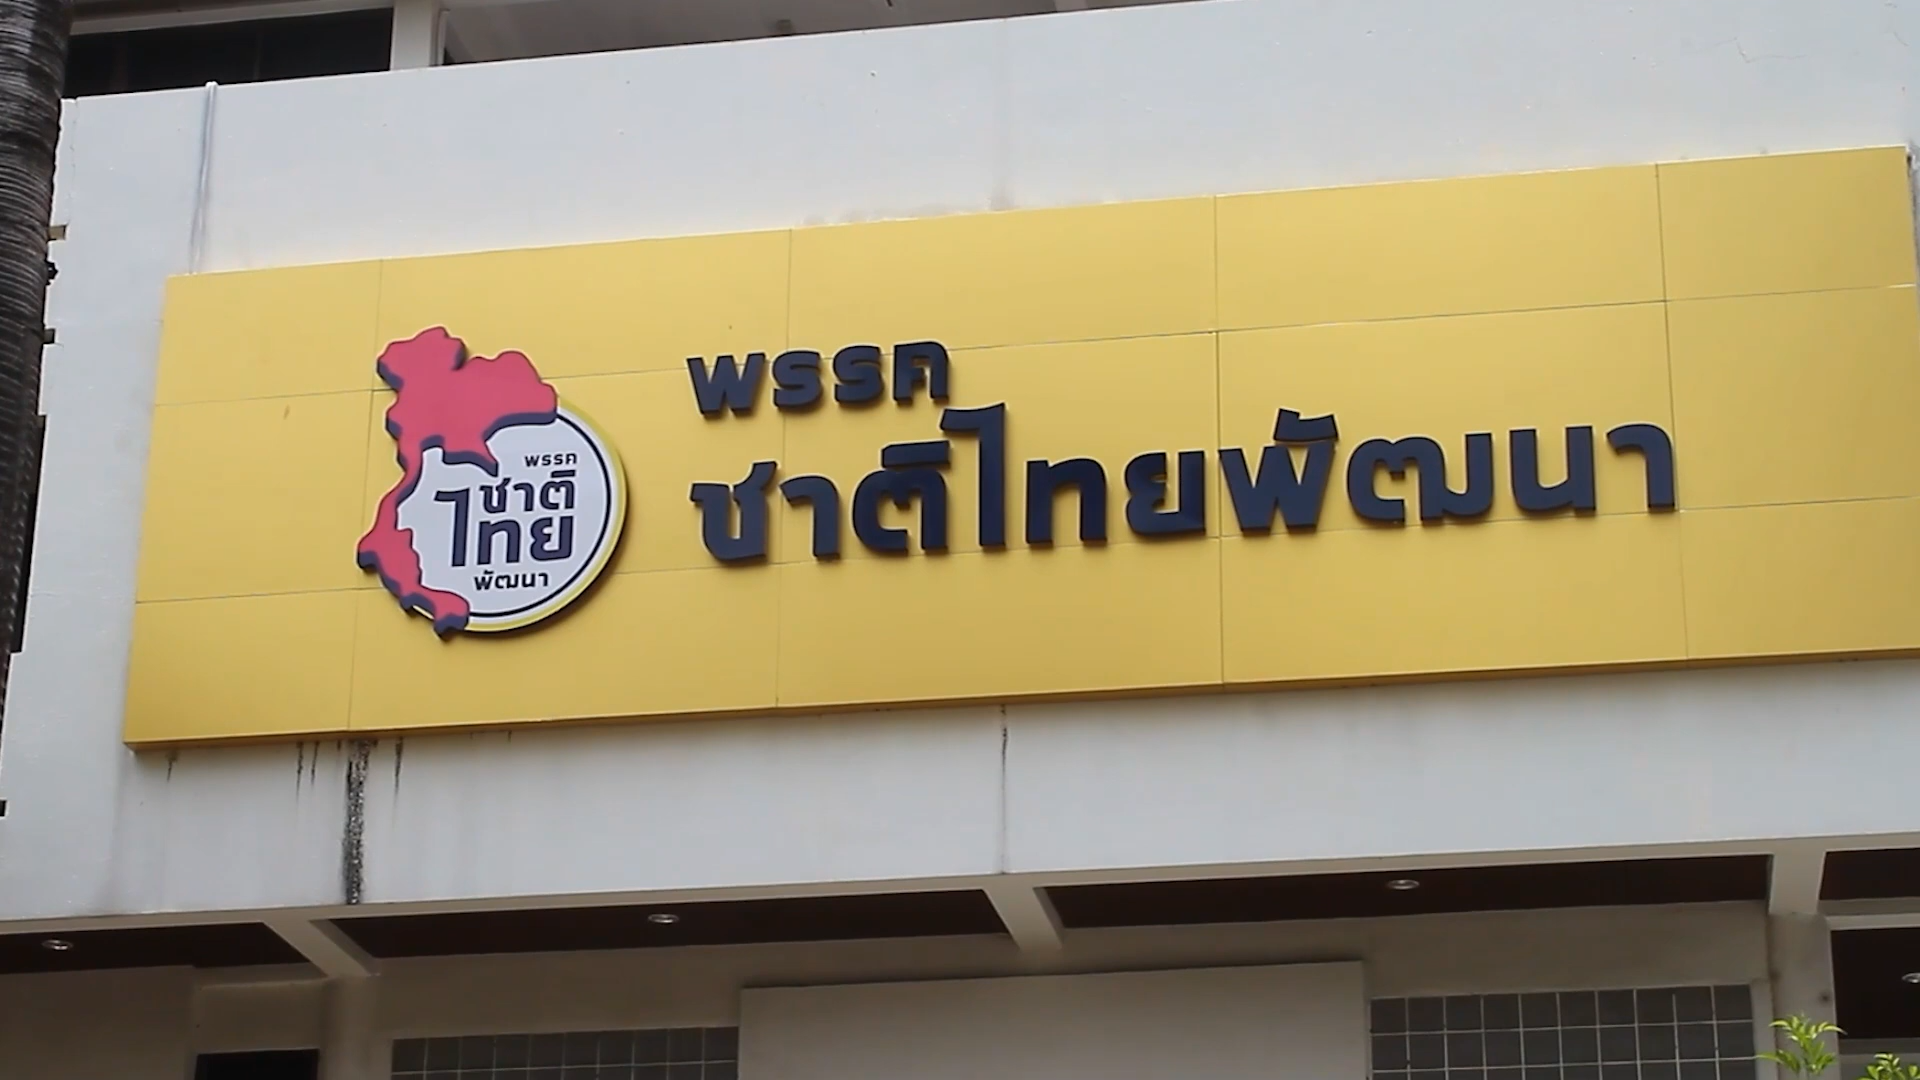 พรรค
ชาติ
ไทย
พัฒนา
พรรค
ชาติไทยพัฒนา